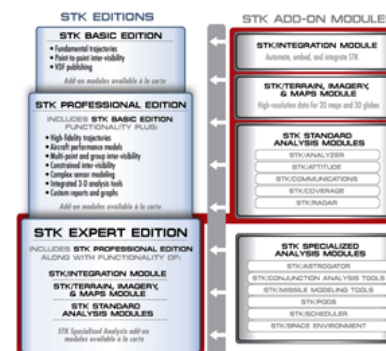 STK EDITIONS
STK BASIC EDITION
• Fundamental trajectories
• Point-to-point inter-visibility
• VDF publishing
Add-on modules available à la carte
STK PROFESSIONAL EDITION
INCLUDES STK BASIC EDITION
FUNCTIONALITY PLUS:
• High-fidelity trajectories
• Aircraft performance models
• Multi-point and group inter-visibility
• Constrained inter-visibility
• Complex sensor modeling
• Integrated 3-D analysis tools
• Custom reports and graphs
Add-on modules available à la carte
STK EXPERT EDITION
INCLUDES STK PROFESSIONAL EDITION
ALONG WITH FUNCTIONALITY OF:
STK/INTEGRATION MODULE
STK/TERRAIN, IMAGERY,
& MAPS MODULE
STK STANDARD
ANALYSIS MODULES
STK Specialized Analysis add-on
modules available à la carte
STK ADD-ON MODULE
STK/INTEGRATION MODULE
Automate, embed, and integrate STK
STK/TERRAIN, IMAGERY,
& MAPS MODULE
High-resolution data for 2D maps and 3D globes
STK STANDARD
ANALYSIS MODULES
STK/ANALYZER
STK/ATTITUDE
STK/COMMUNICATIONS
STK/COVERAGE
STK/RADAR
STK SPECIALIZED
ANALYSIS MODULES
STK/ASTROGATOR
STK/CONJUNCTION ANALYSIS TOOLS
STK/MISSILE MODELING TOOLS
STK/PODS
STK/SCHEDULER
STK/SPACE ENVIRONMENT